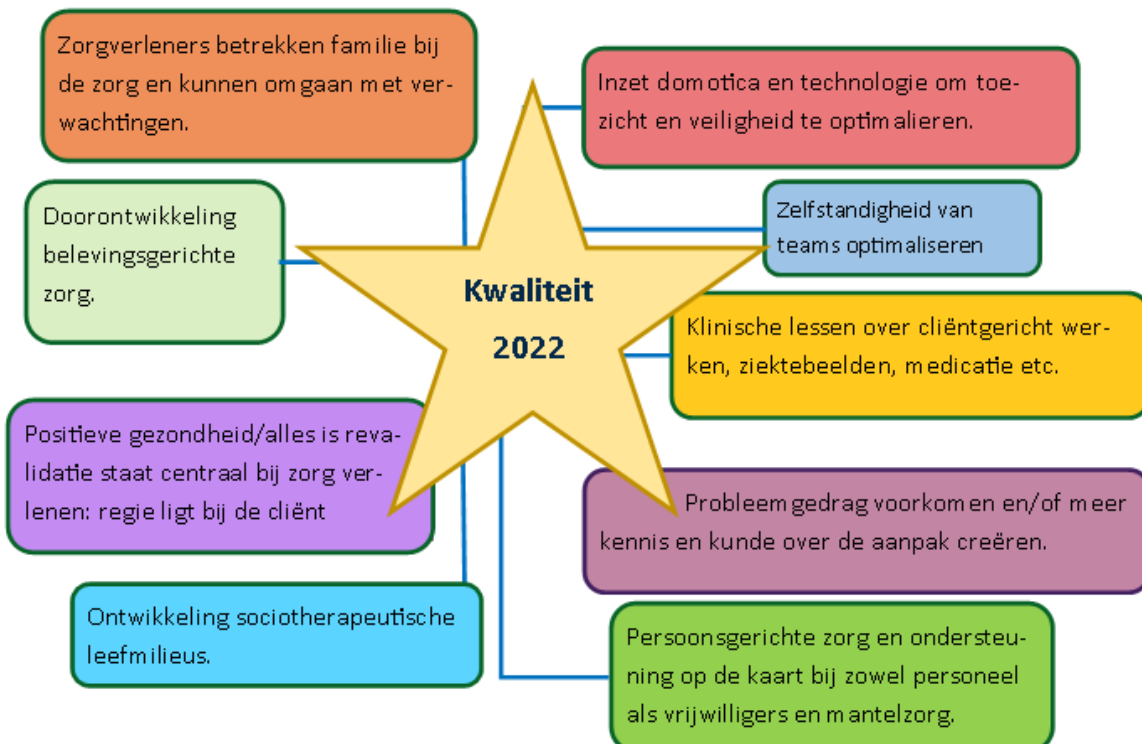 Zorgverleners betrekken familie bij
de zorg en kunnen omgaan met ver-
wachtingen.
Inzet domotica en technologie om toe-
zicht en veiligheid te optimalieren.
Doorontwikkeling
belevingsgerichte
zorg.
Zelfstandigheid van
teams optimaliseren
Kwaliteit
2022
Klinische lessen over cliëntgericht wer-
ken, ziektebeelden, medicatie etc.
Positieve gezondheid/alles is reva-
lidatie staat centraal bij zorg ver-
lenen: regie ligt bij de cliënt
Probleemgedrag voorkomen en/of meer
kennis en kunde over de aanpak creëren.
Ontwikkeling sociotherapeutische
leefmilieus.
Persoonsgerichte zorg en ondersteu-
ning op de kaart bij zowel personeel
als vrijwilligers en mantelzorg.